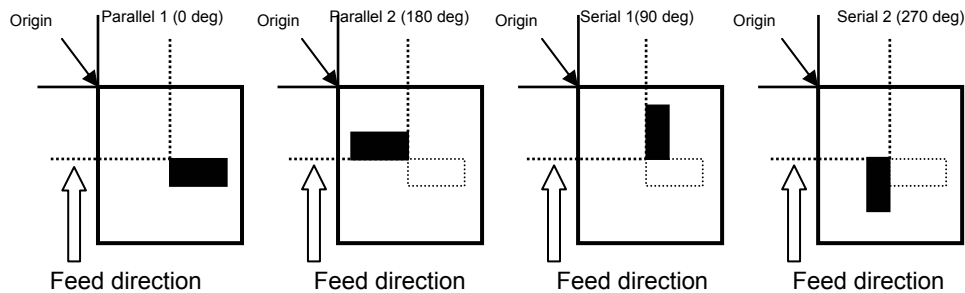 Origin
Parallel 1 (0 deg)
Origin
Parallel 2 (180 deg)
Origin
Serial 1(90 deg)
Origin
Serial 2 (270 deg)
Feed direction
Feed direction
Feed direction
Feed direction